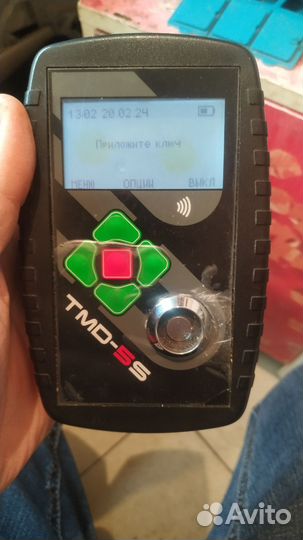 13/02 20:02:24
Приложите ключ
МЕНЮ ОПЦИИ ВЫКЛ
TMD-5S
Avito